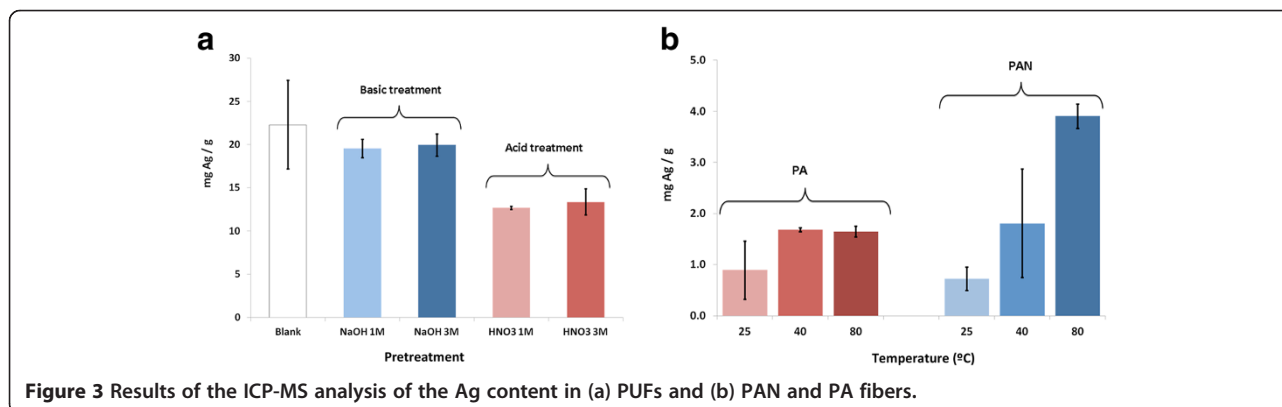 a
30
25
20
15
10
5
0
mg Ag / g
Basic treatment
Acid treatment
Blank
NaOH 1M
NaOH 3M
HNO3 1M
HNO3 3M
Pretreatment
b
5.0
4.0
3.0
2.0
1.0
0.0
mg Ag / g
PA
PAN
25
40
80
25
40
80
Temperature (ºC)
Figure 3 Results of the ICP-MS analysis of the Ag content in (a) PUFs and (b) PAN and PA fibers.